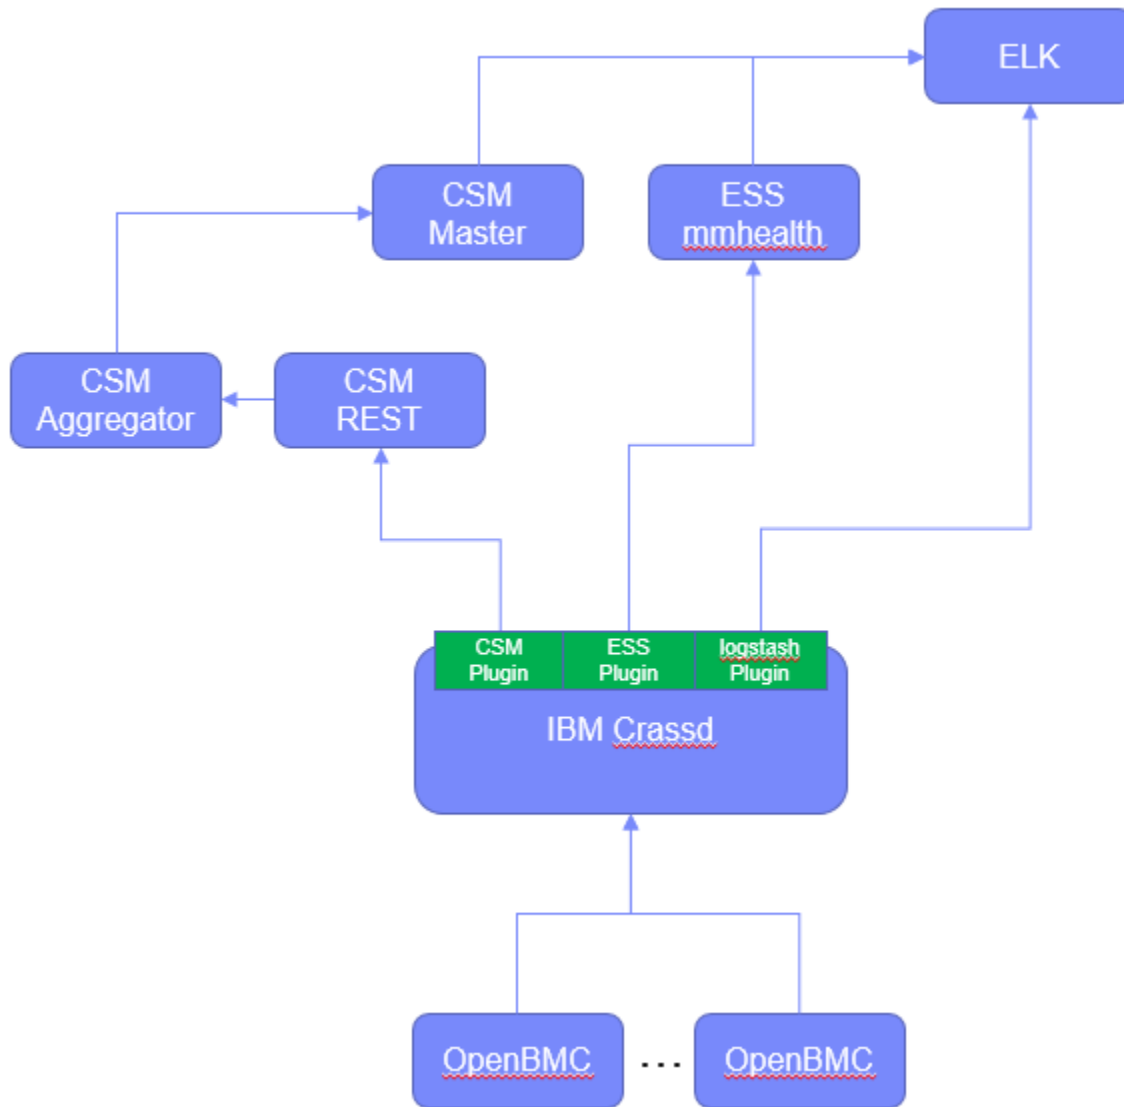 ELK
CSM
Master
ESS
mmhealth
CSM
Aggregator
CSM
REST
CSM
Plugin
ESS
Plugin
logstash
Plugin
IBM Crassd
OpenBMC
...
OpenBMC